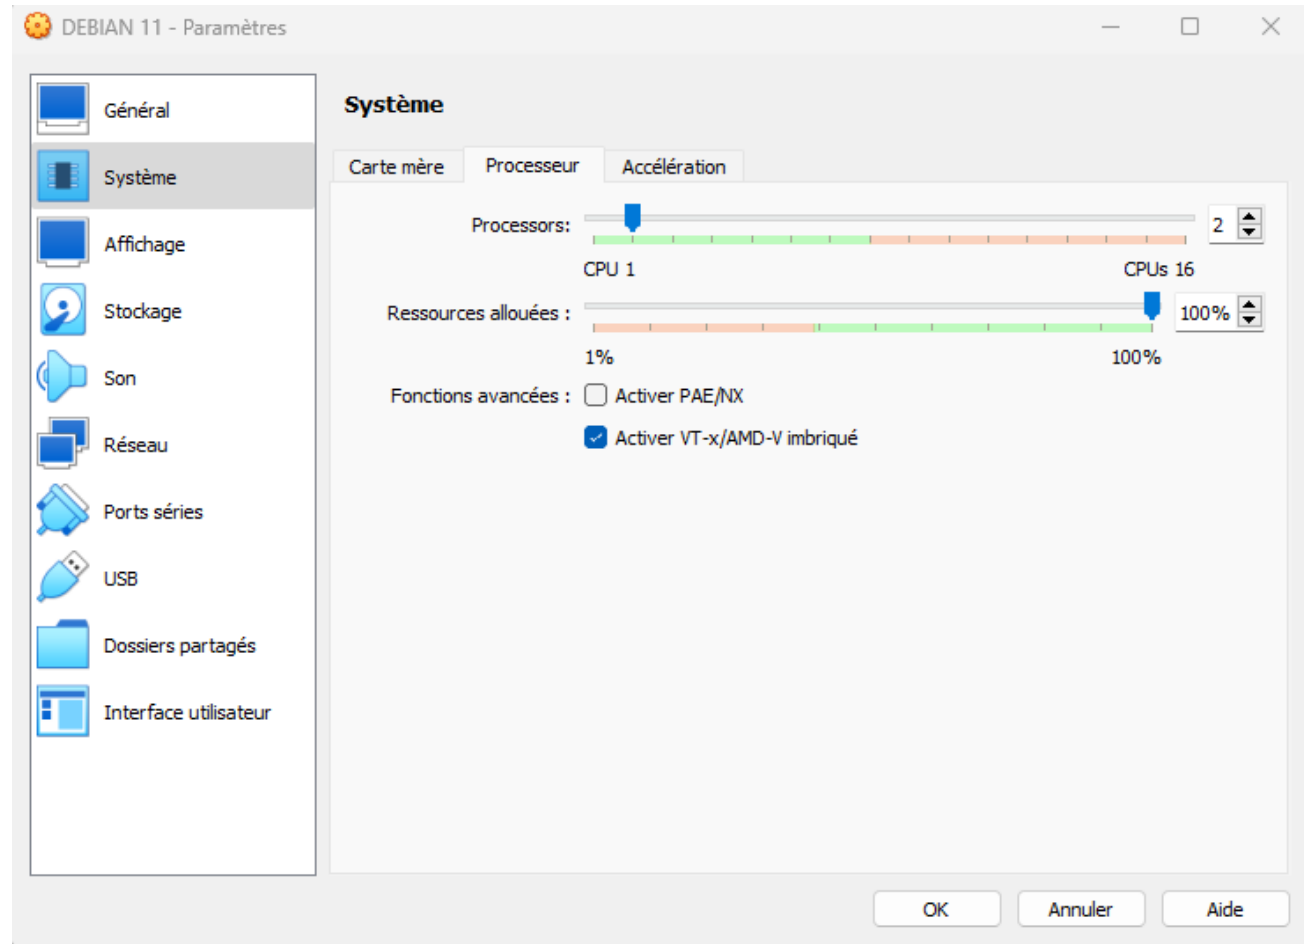 DEBIAN 11 - Paramètres
Général
Système
Affichage
Stockage
Son
Réseau
Ports séries
USB
Dossiers partagés
Interface utilisateur
Système
Carte mère Processeur Accélération
Processors: 2
CPU 1 CPUs 16
Ressources allouées : 100%
1% 100%
Fonctions avancées : Activer PAE/NX
Activer VT-x/AMD-V imbriqué
OK Annuler Aide